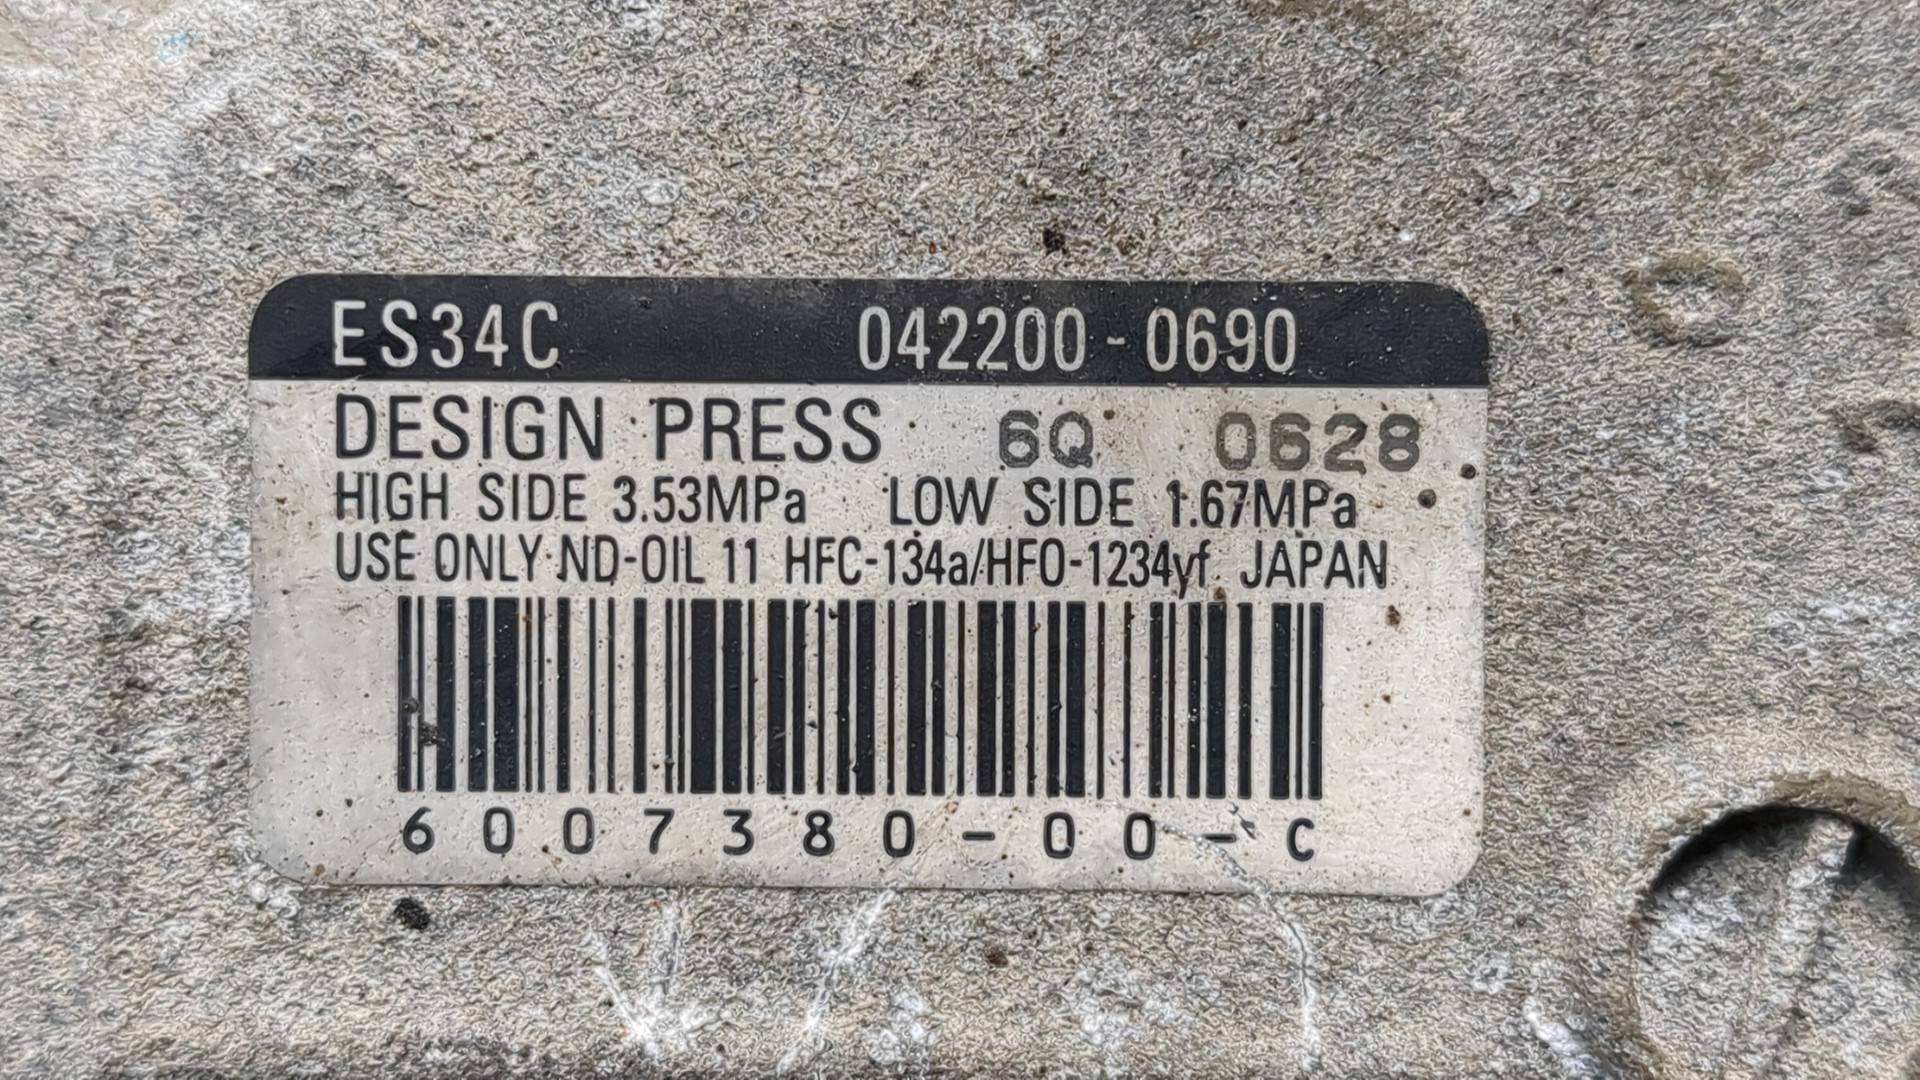 ES34C 042200-0690
DESIGN PRESS 6Q 0628
HIGH SIDE 3.53MPa LOW SIDE 1.67MPa
USE ONLY ND-OIL 11 HFC-134a/HFO-1234yf JAPAN
6007380-00-C